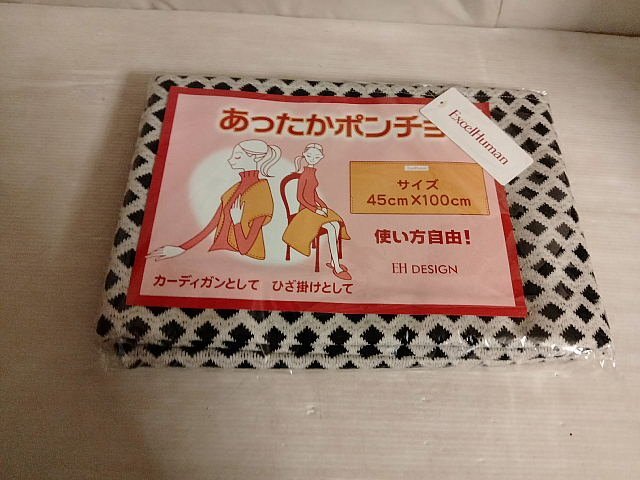 あったかポンチョ
ExcelHuman
サイズ
45cm×100cm
使い方自由!
EH DESIGN
カーディガンとして ひざ掛けとして